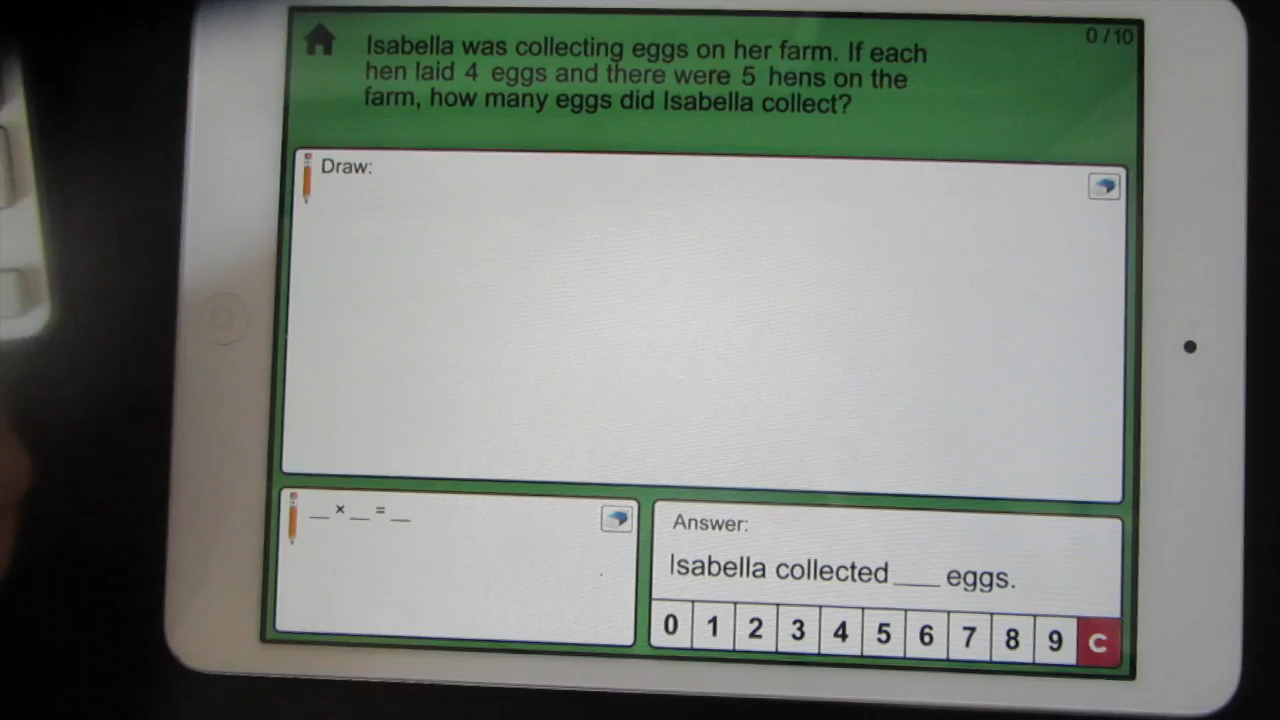 0/10
Isabella was collecting eggs on her farm. If each
hen laid 4 eggs and there were 5 hens on the
farm, how many eggs did Isabella collect?
Draw:
__ × __ = __
Answer:
Isabella collected ___ eggs.
0 1 2 3 4 5 6 7 8 9 C